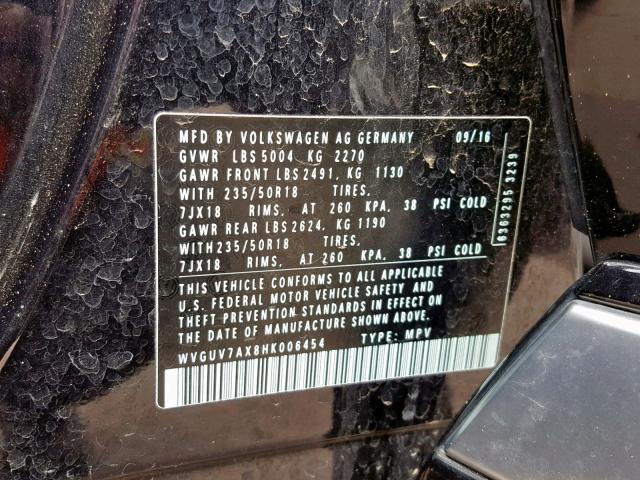 MFD BY VOLKSWAGEN AG GERMANY 09/16
GVWR LBS 5004 KG 2270
GAWR FRONT LBS 2491, KG 1130
WITH 235/50R18 TIRES,
7JX18 RIMS, AT 260 KPA, 38 PSI COLD
GAWR REAR LBS 2624, KG 1190
WITH 235/50R18 TIRES,
7JX18 RIMS, AT 260 KPA, 38 PSI COLD
THIS VEHICLE CONFORMS TO ALL APPLICABLE
U.S. FEDERAL MOTOR VEHICLE SAFETY AND
THEFT PREVENTION STANDARDS IN EFFECT ON
THE DATE OF MANUFACTURE SHOWN ABOVE
WVGUV7AX8HK006454 TYPE: MPV
6303295 3239